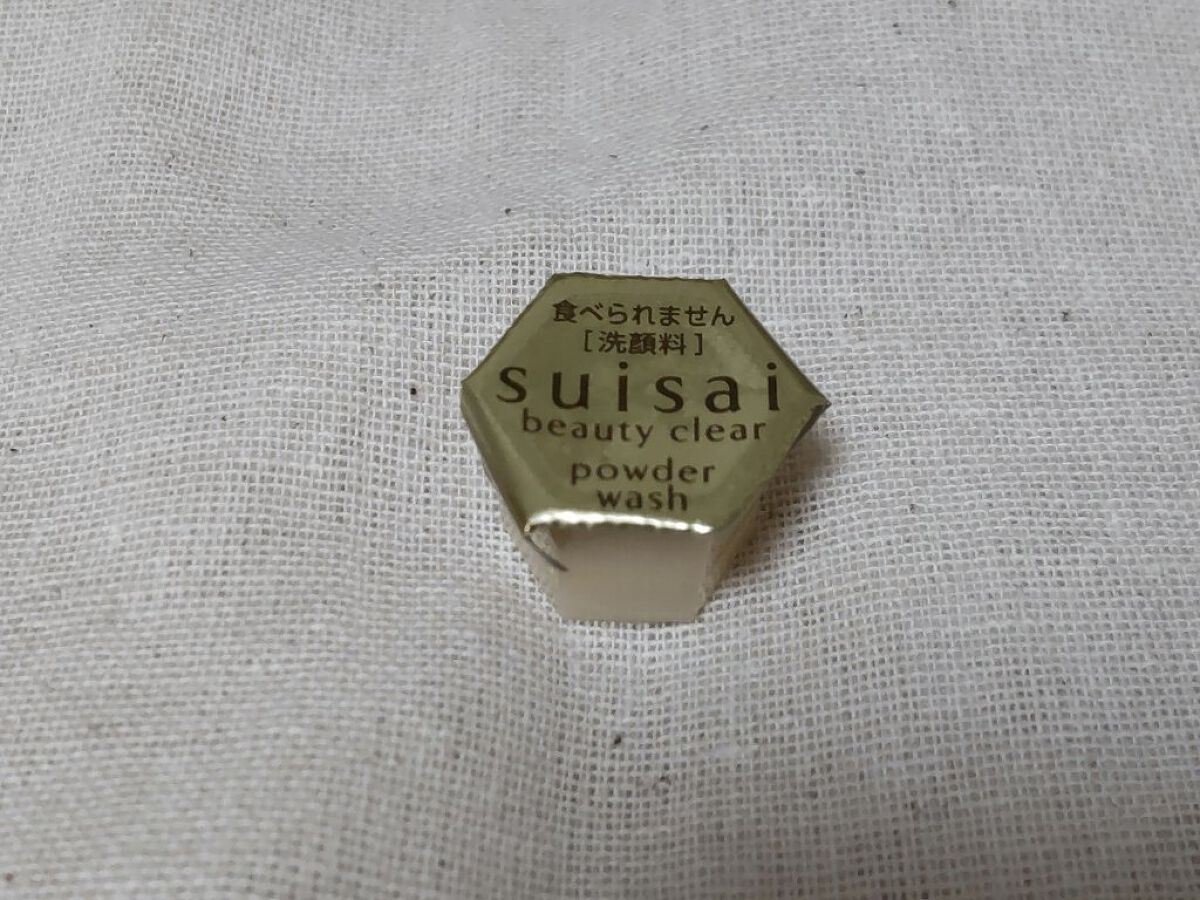 食べられません
[洗顔料]
suisai
beauty clear
powder
wash